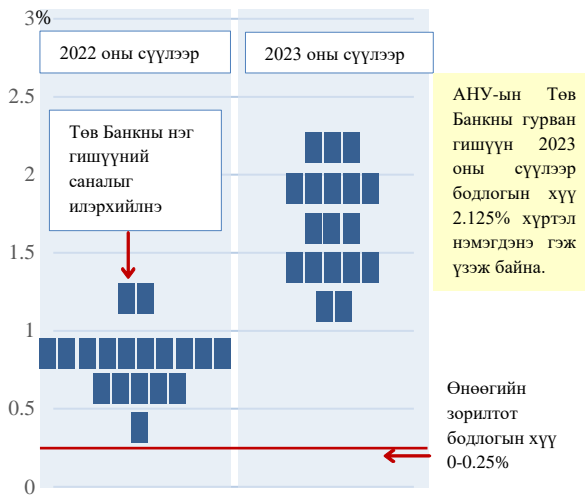 3%
2022 оны сүүлээр
2023 оны сүүлээр
2.5
Төв Банкны нэг
гишүүний
саналыг
илэрхийлнэ
АНУ-ын Төв
Банкны гурван
гишүүн 2023
оны сүүлээр
бодлогын хүү
2.125% хүртэл
нэмэгдэнэ гэж
үзэж байна.
2
1.5
1
0.5
0
Өнөөгийн
зорилтот
бодлогын хүү
0-0.25%